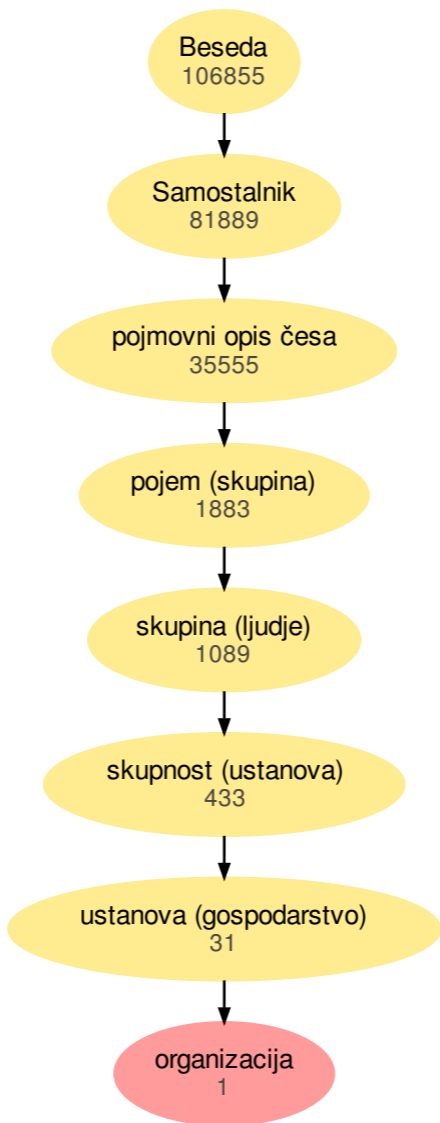 Beseda
106855
Samostalnik
81889
pojmovni opis česa
35555
pojem (skupina)
1883
skupina (ljudje)
1089
skupnost (ustanova)
433
ustanova (gospodarstvo)
31
organizacija
1